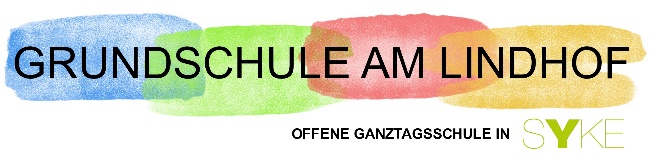 GRUNDSCHULE AM LINDHOF
OFFENE GANZTAGSSCHULE IN SYKE